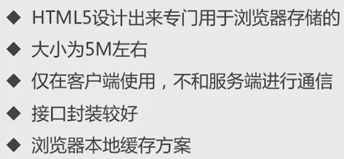 ◆ HTML5设计出来专门用于浏览器存储的
◆ 大小为5M左右
◆ 仅在客户端使用，不和服务端进行通信
◆ 接口封装较好
◆ 浏览器本地缓存方案